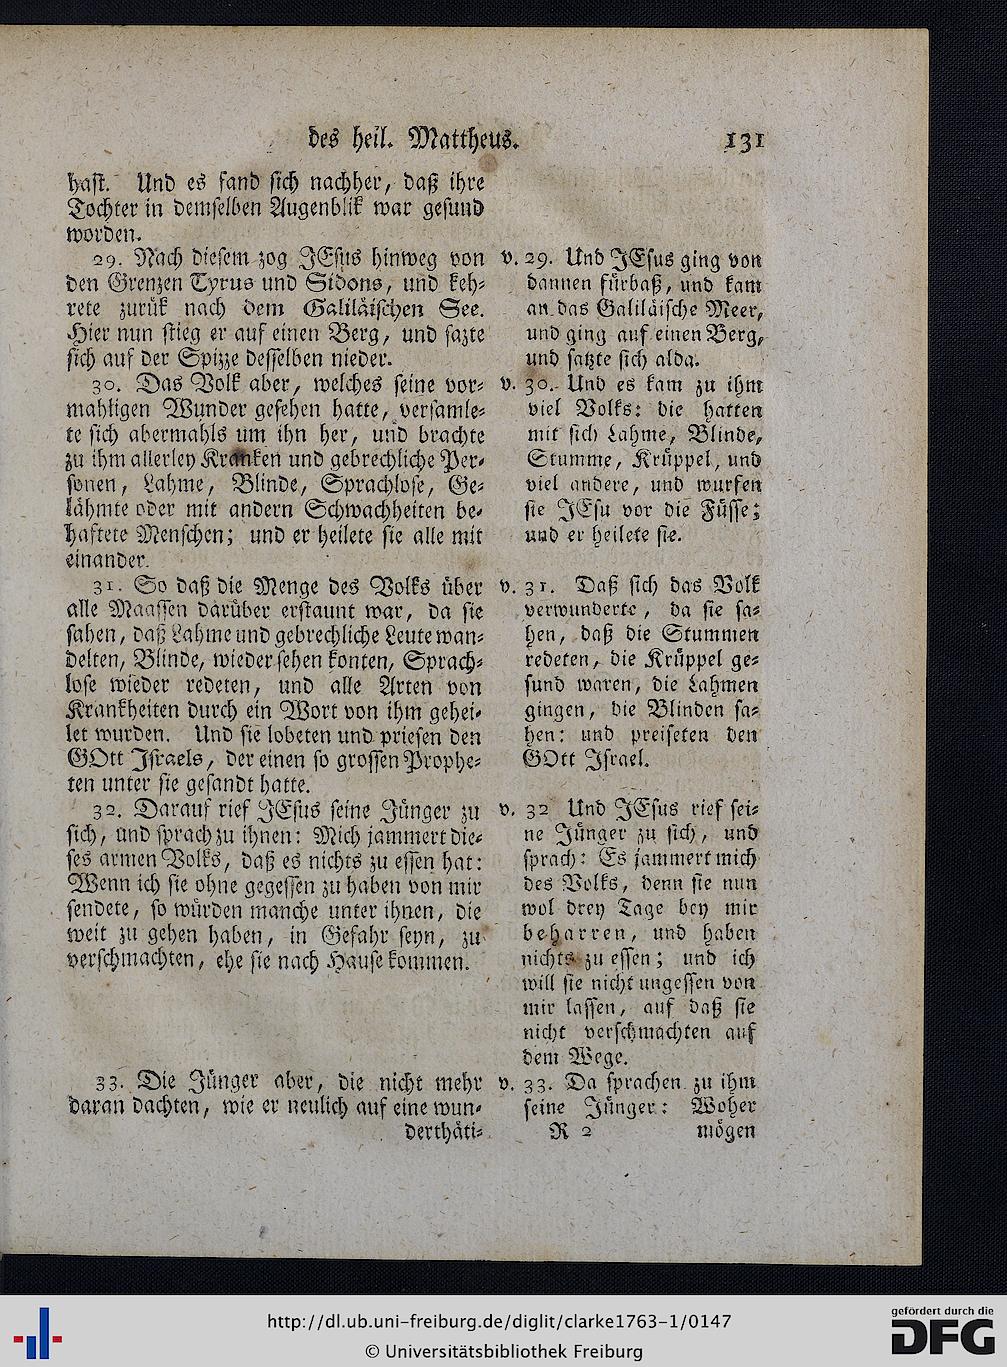 des heil. Mattheus. 131
hast. Und es fand sich nachher, daß ihre
Tochter in demselben Augenblik war gesund
worden.
29. Nach diesem zog JEsus hinweg von
den Grenzen Tyrus und Sidons, und keh-
rete zurük nach dem Galiläischen See.
Hier nun stieg er auf einen Berg, und sazte
sich auf der Spizze desselben nieder.
30. Das Volk aber, welches seine vor-
mahligen Wunder gesehen hatte, versamle-
te sich abermahls um ihn her, und brachte
zu ihm allerley Kranken und gebrechliche Per-
sonen, Lahme, Blinde, Sprachlose, Ge-
lähmte oder mit andern Schwachheiten be-
haftete Menschen; und er heilete sie alle mit
einander.
31. So daß die Menge des Volks über
alle Maassen darüber erstaunt war, da sie
sahen, daß Lahme und gebrechliche Leute wan-
delten, Blinde, wieder sehen konten, Sprach-
lose wieder redeten, und alle Arten von
Krankheiten durch ein Wort von ihm gehei-
let wurden. Und sie lobeten und priesen den
GOtt Israels, der einen so grossen Prophe-
ten unter sie gesandt hatte.
32. Darauf rief JEsus seine Jünger zu
sich, und sprach zu ihnen: Mich jammert die-
ses armen Volks, daß es nichts zu essen hat:
Wenn ich sie ohne gegessen zu haben von mir
sendete, so würden manche unter ihnen, die
weit zu gehen haben, in Gefahr seyn, zu
verschmachten, ehe sie nach Hause kommen.
33. Die Jünger aber, die nicht mehr
daran dachten, wie er neulich auf eine wun-
derthäti-
v. 29. Und JEsus ging von
dannen fürbaß, und kam
an das Galiläische Meer,
und ging auf einen Berg,
und satzte sich alda.
v. 30. Und es kam zu ihm
viel Volks: die hatten
mit sich Lahme, Blinde,
Stumme, Krüppel, und
viel andere, und wurfen
sie JEsu vor die Füsse;
und er heilete sie.
v. 31. Daß sich das Volk
verwunderte, da sie sa-
hen, daß die Stummen
redeten, die Krüppel ge-
sund waren, die Lahmen
gingen, die Blinden sa-
hen: und preiseten den
GOtt Israel.
v. 32 Und JEsus rief sei-
ne Jünger zu sich, und
sprach: Es jammert mich
des Volks, denn sie nun
wol drey Tage bey mir
beharren, und haben
nichts zu essen; und ich
will sie nicht ungessen von
mir lassen, auf daß sie
nicht verschmachten auf
dem Wege.
v. 33. Da sprachen zu ihm
seine Jünger: Woher
R 2 mögen
http://dl.ub.uni-freiburg.de/diglit/clarke1763-1/0147
© Universitätsbibliothek Freiburg
gefördert durch die
DFG